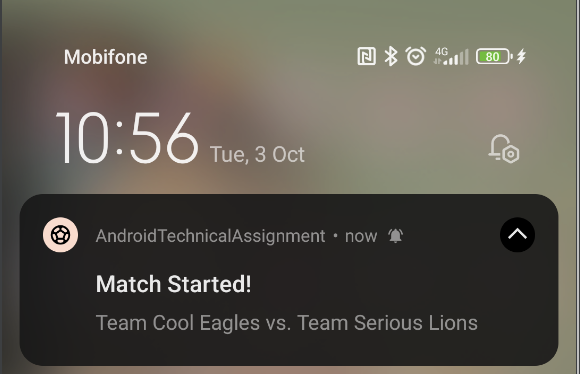 Mobifone 4G 80
10:56 Tue, 3 Oct
AndroidTechnicalAssignment • now
Match Started!
Team Cool Eagles vs. Team Serious Lions